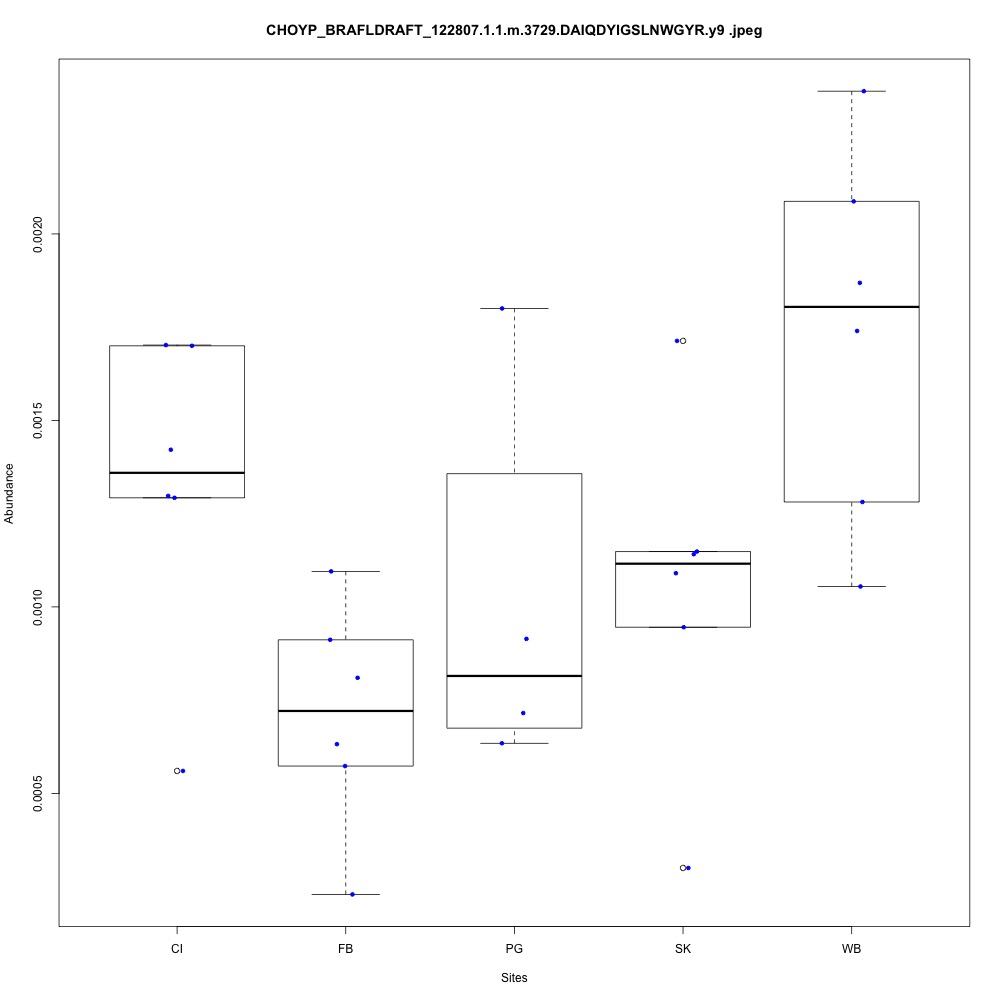 CHOYP_BRAFLDRAFT_122807.1.1.m.3729.DAIQDYIGSLNWGYR.y9 .jpeg
0.0020
0.0015
0.0010
0.0005
Abundance
CI FB PG SK WB
Sites